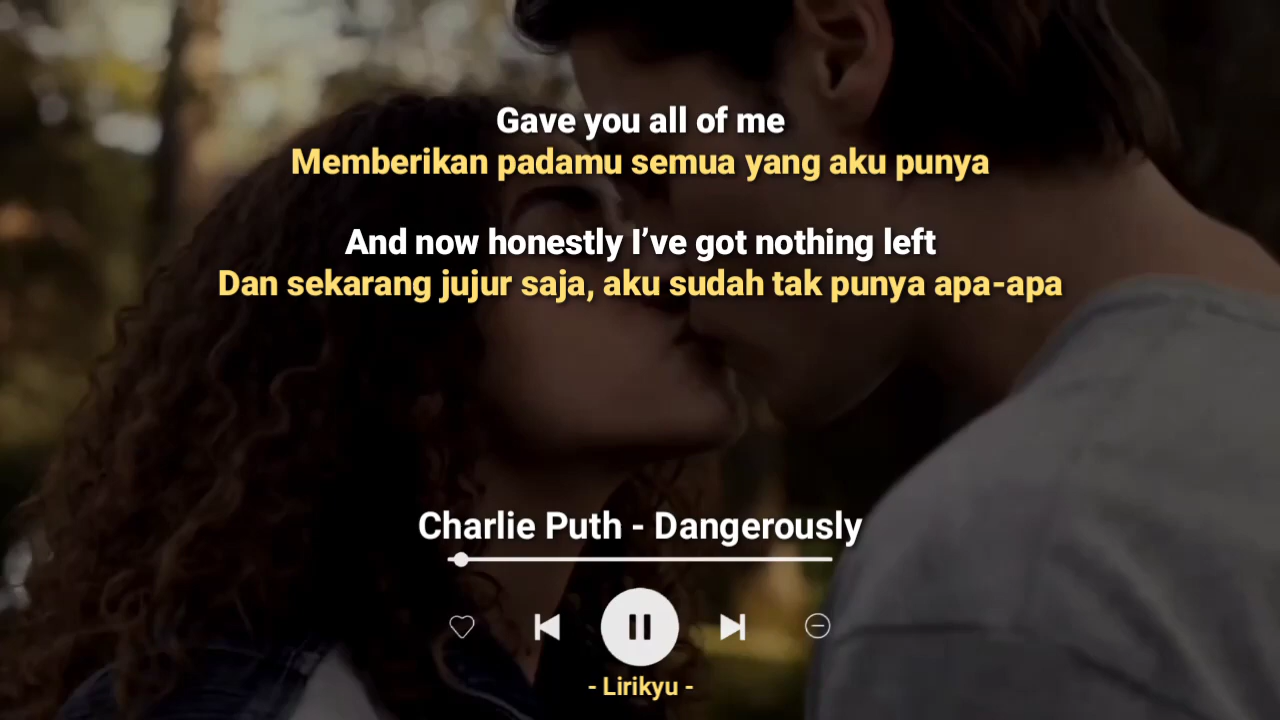 Gave you all of me
Memberikan padamu semua yang aku punya
And now honestly I’ve got nothing left
Dan sekarang jujur saja, aku sudah tak punya apa-apa
Charlie Puth - Dangerously
- Lirikyu -